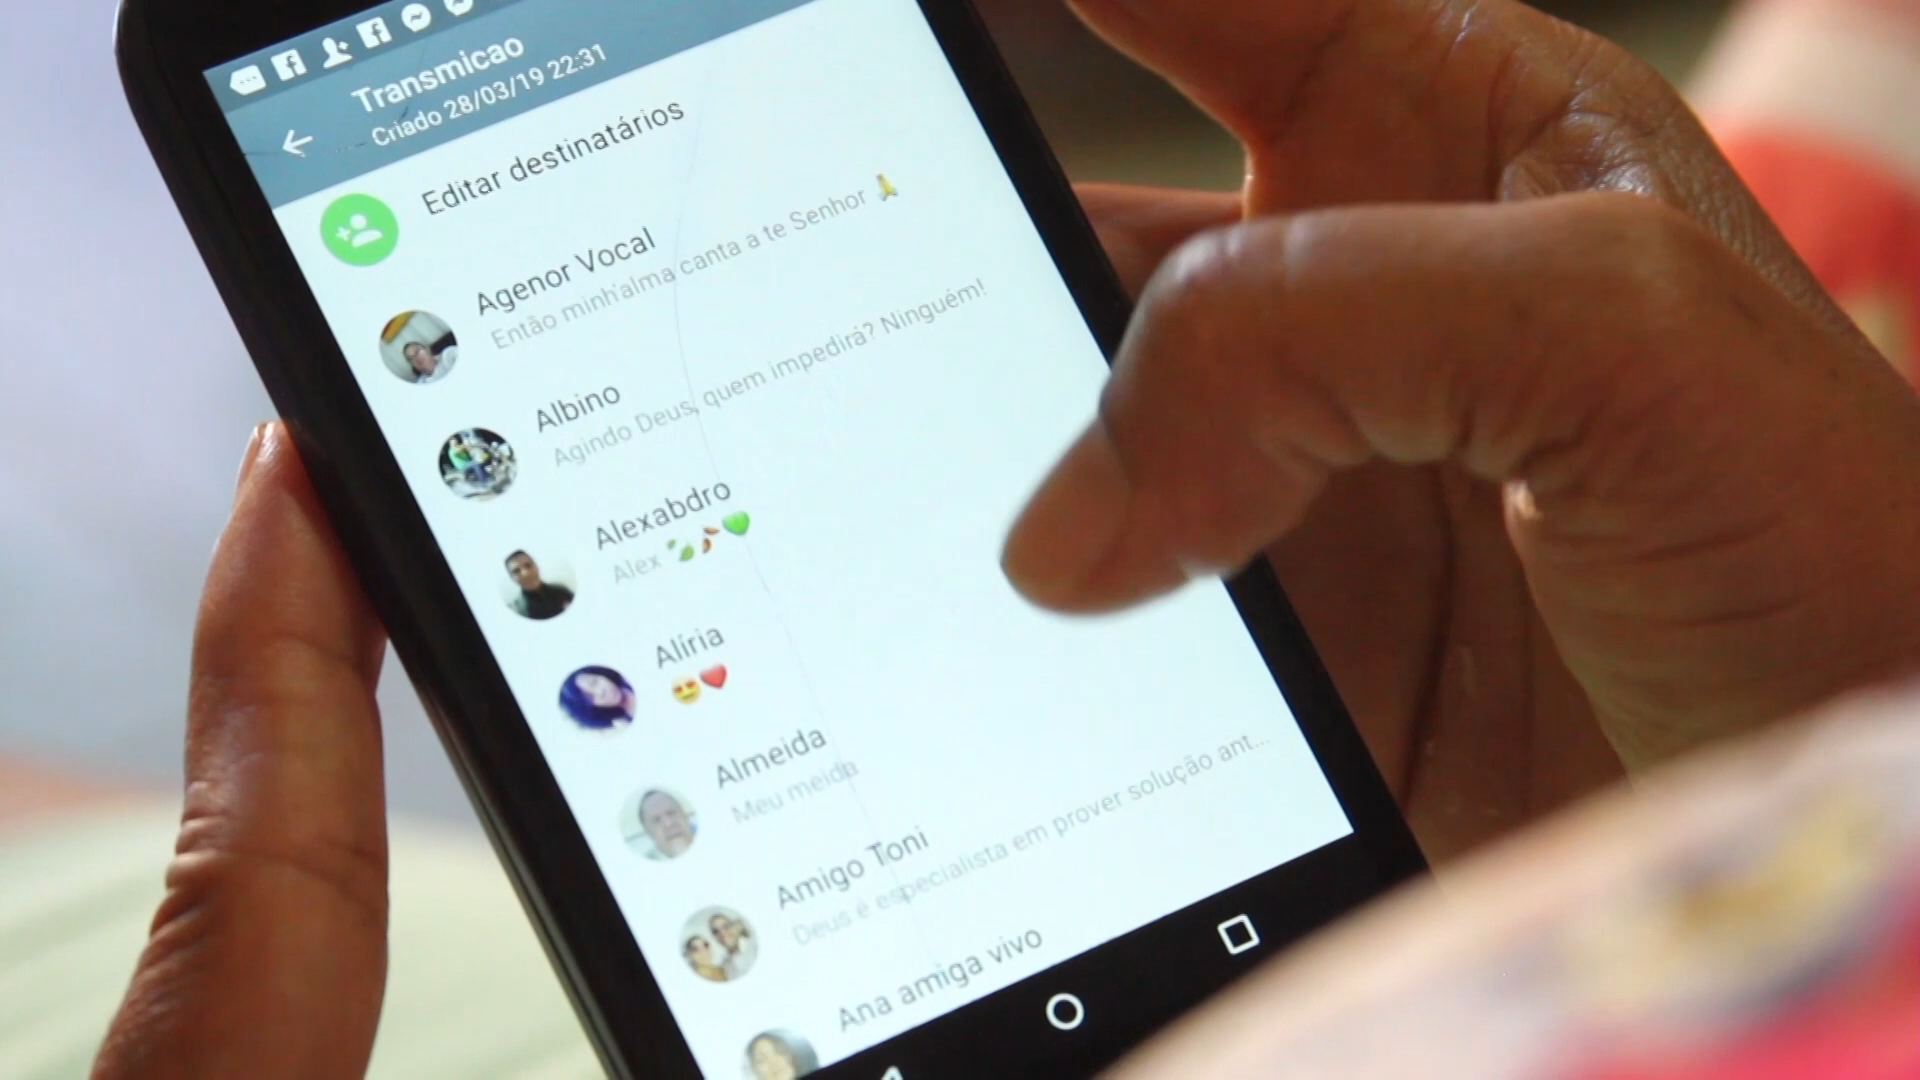 Transmicao
Criado 28/03/19 22:31
Editar destinatários
Agenor Vocal
Então minh'alma canta a te Senhor 🙏
Albino
Agindo Deus, quem impedirá? Ninguém!
Alexabdro
Alex 🍃🍂💚
Alíria
😍❤️
Almeida
Meu meida
Amigo Toni
Deus é especialista em prover solução ant...
Ana amiga vivo